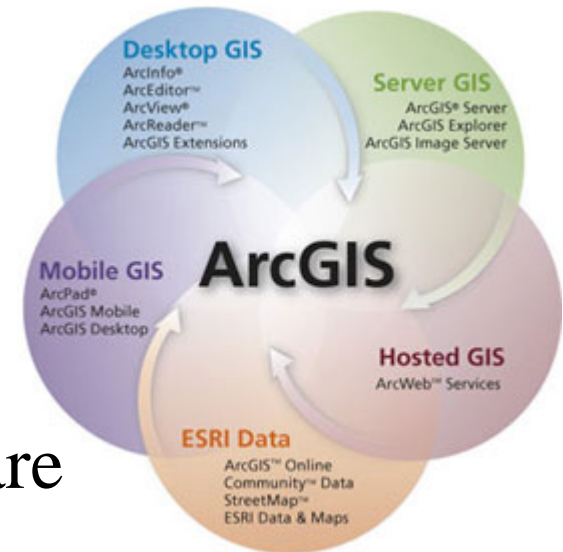 Desktop GIS
ArcInfo®
ArcEditor™
ArcView®
ArcReader™
ArcGIS Extensions
Server GIS
ArcGIS® Server
ArcGIS Explorer
ArcGIS Image Server
ArcGIS
Mobile GIS
ArcPad®
ArcGIS Mobile
ArcGIS Desktop
Hosted GIS
ArcWeb™ Services
ESRI Data
ArcGIS™ Online
Community™ Data
StreetMap™
ESRI Data & Maps